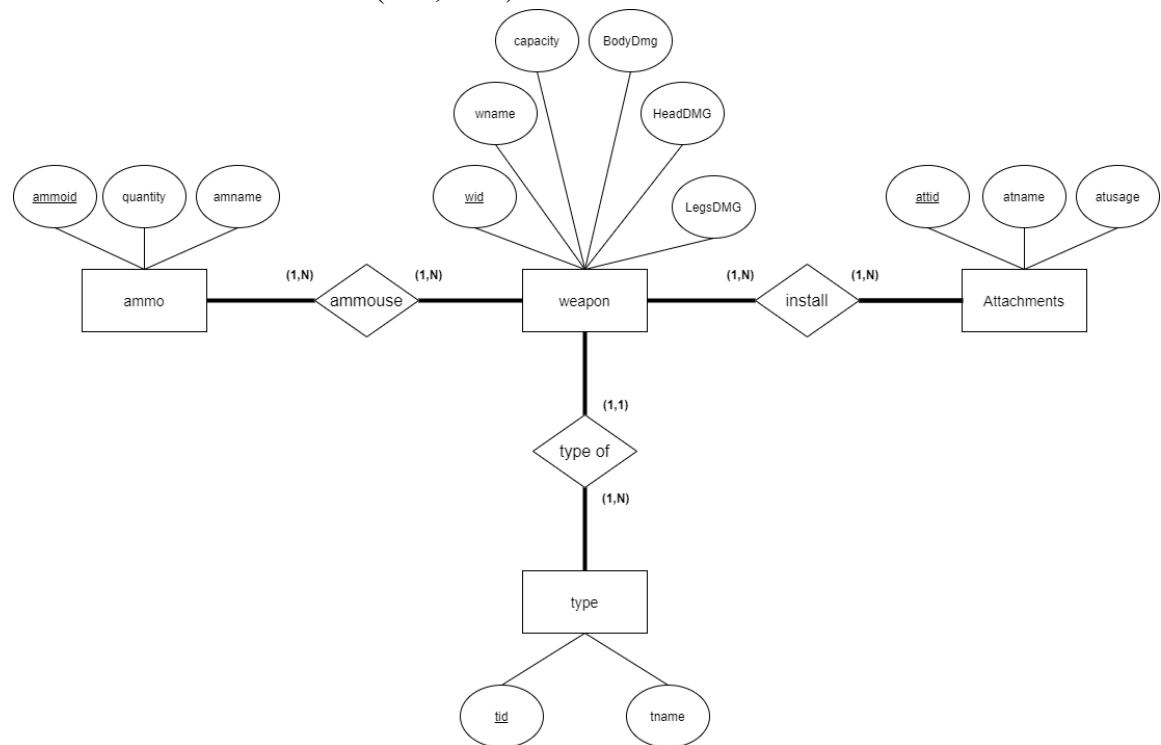 capacity
BodyDmg
wname
HeadDMG
ammoid
quantity
amname
wid
LegsDMG
attid
atname
atusage
(1,N)
(1,N)
(1,N)
(1,N)
ammo
ammouse
weapon
install
Attachments
(1,1)
type of
(1,N)
type
tid
tname